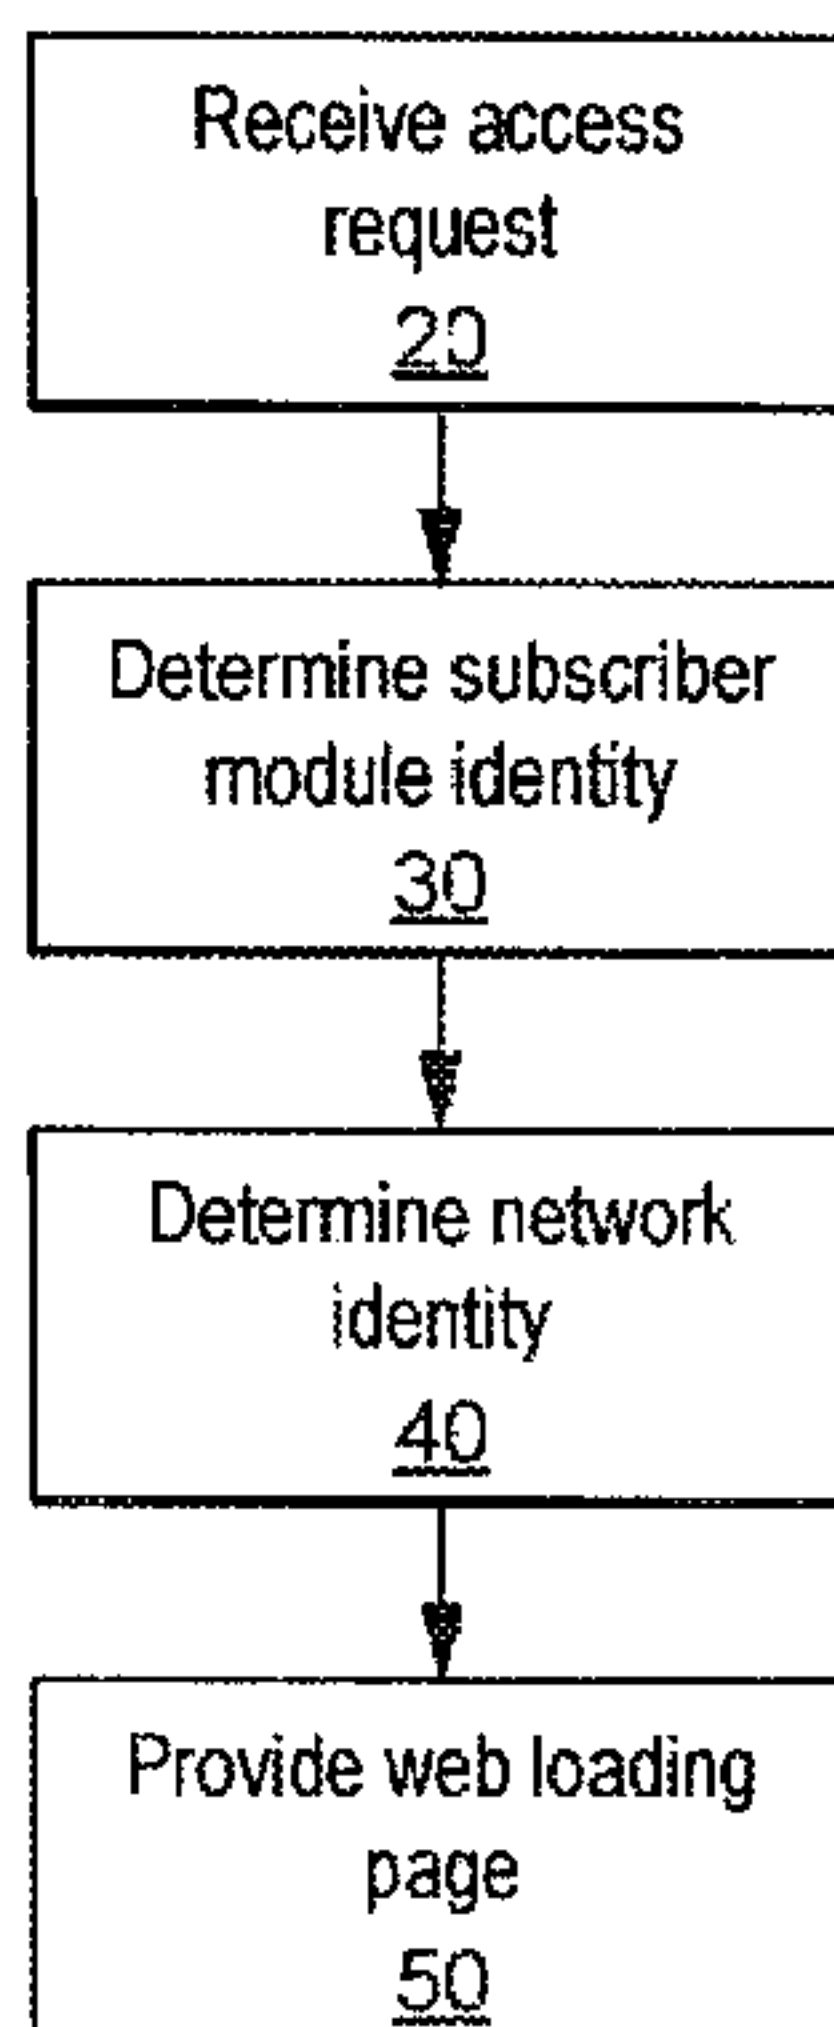 Receive access
request
20
Determine subscriber
module identity
30
Determine network
identity
40
Provide web loading
page
50